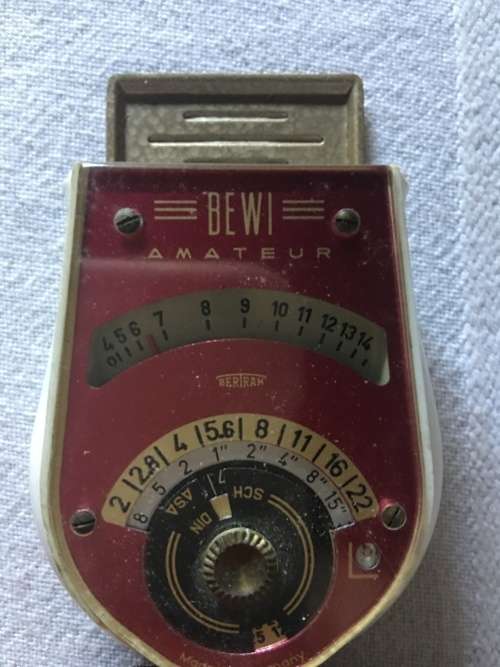 BEWI
AMATEUR
4 5 6 7 8 9 10 11 12 13 14
BERTRAM
2 2.8 4 5.6 8 11 16 22
8 5 2 1" 2" 4" 8" 15"
ASA DIN SCH
4